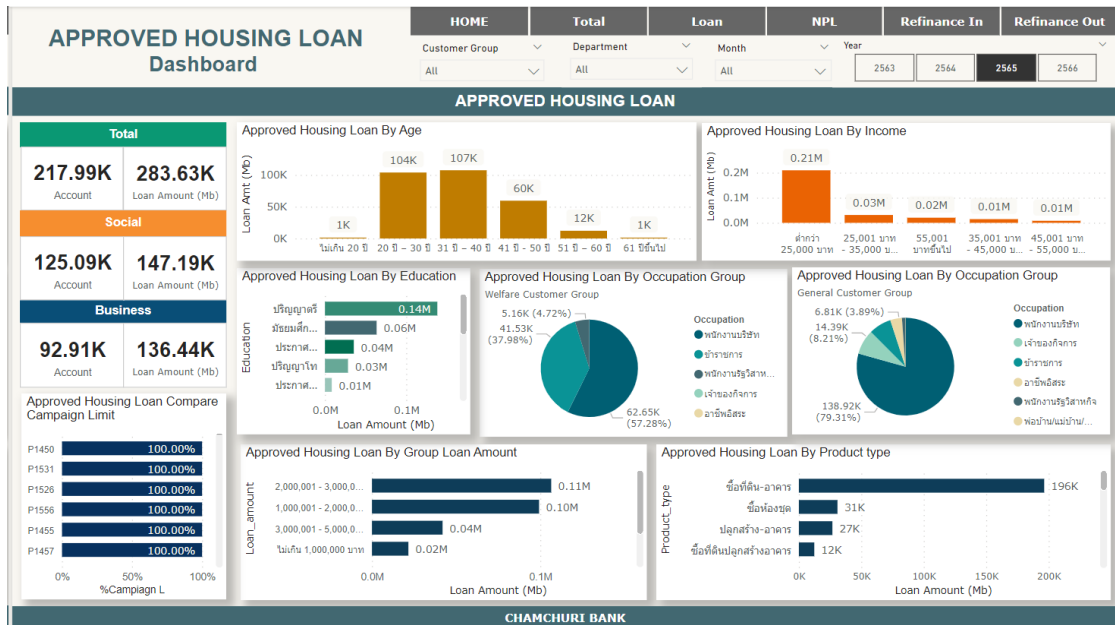 APPROVED HOUSING LOAN
Dashboard
HOME
Total
Loan
NPL
Refinance In
Refinance Out
Customer Group
All
Department
All
Month
All
Year
2563
2564
2565
2566
APPROVED HOUSING LOAN
Total
217.99K
Account
283.63K
Loan Amount (Mb)
Social
125.09K
Account
147.19K
Loan Amount (Mb)
Business
92.91K
Account
136.44K
Loan Amount (Mb)
Approved Housing Loan Compare
Campaign Limit
P1450
100.00%
P1531
100.00%
P1526
100.00%
P1556
100.00%
P1455
100.00%
P1457
100.00%
0%
50%
100%
%Campiagn L
Approved Housing Loan By Age
Loan Amt (Mb)
100K
50K
0K
1K
104K
107K
60K
12K
1K
ไม่เกิน 20 ปี
20 ปี – 30 ปี
31 ปี – 40 ปี
41 ปี - 50 ปี
51 ปี – 60 ปี
61 ปีขึ้นไป
Approved Housing Loan By Income
Loan Amt (Mb)
0.2M
0.1M
0.0M
0.21M
0.03M
0.02M
0.01M
0.01M
ต่ำกว่า
25,000 บาท
25,001 บาท
- 35,000 บ...
55,001
บาทขึ้นไป
35,001 บาท
- 45,000 บ...
45,001 บาท
- 55,000 บ...
Approved Housing Loan By Education
Education
ปริญญาตรี
0.14M
มัธยมศึก...
0.06M
ประกาศ...
0.04M
ปริญญาโท
0.03M
ประกาศ...
0.01M
0.0M
0.1M
Loan Amount (Mb)
Approved Housing Loan By Occupation Group
Welfare Customer Group
5.16K (4.72%)
41.53K
(37.98%)
62.65K
(57.28%)
Occupation
พนักงานบริษัท
ข้าราชการ
พนักงานรัฐวิสาห...
เจ้าของกิจการ
อาชีพอิสระ
Approved Housing Loan By Occupation Group
General Customer Group
6.81K (3.89%)
14.39K
(8.21%)
138.92K
(79.31%)
Occupation
พนักงานบริษัท
เจ้าของกิจการ
ข้าราชการ
อาชีพอิสระ
พนักงานรัฐวิสาหกิจ
พ่อบ้าน/แม่บ้าน/...
Approved Housing Loan By Group Loan Amount
Loan_amount
2,000,001 - 3,000,0...
0.11M
1,000,001 - 2,000,0...
0.10M
3,000,001 - 5,000,0...
0.04M
ไม่เกิน 1,000,000 บาท
0.02M
0.0M
0.1M
Loan Amount (Mb)
Approved Housing Loan By Product type
Product_type
ซื้อที่ดิน-อาคาร
196K
ซื้อห้องชุด
31K
ปลูกสร้าง-อาคาร
27K
ซื้อที่ดินปลูกสร้างอาคาร
12K
0K
50K
100K
150K
200K
Loan Amount (Mb)
CHAMCHURI BANK